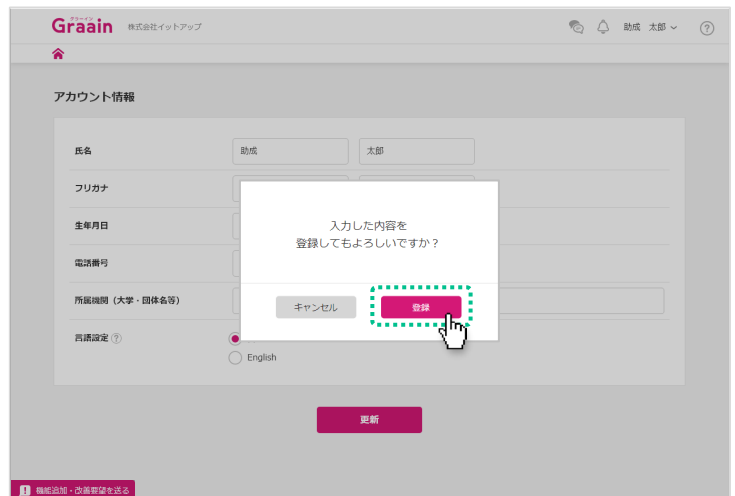 グラーイン
Graain 株式会社イットアップ 助成 太郎
アカウント情報
氏名 助成 太郎
フリガナ
生年月日
電話番号
所属機関（大学・団体名等）
言語設定 ?
English
入力した内容を
登録してもよろしいですか？
キャンセル 登録
更新
機能追加・改善要望を送る